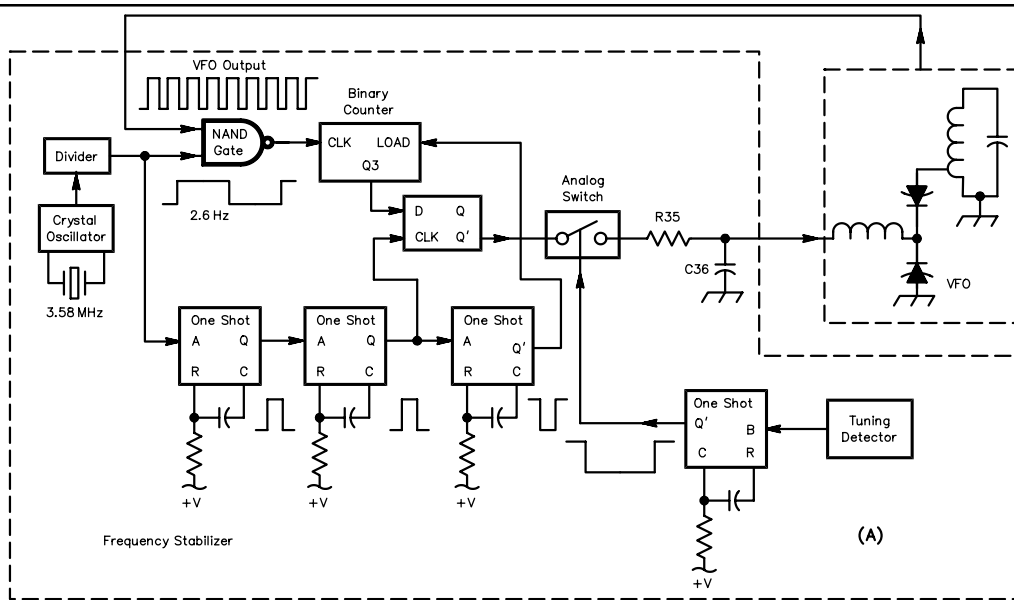 VFO Output
Binary
Counter
NAND
Gate
CLK LOAD
Q3
Divider
2.6 Hz
Crystal
Oscillator
3.58 MHz
D Q
CLK Q'
Analog
Switch
R35
C36
VFO
One Shot
A Q
R C
+V
One Shot
A Q
R C
+V
One Shot
A
Q'
R C
+V
One Shot
Q'
B
C R
+V
Tuning
Detector
Frequency Stabilizer
(A)